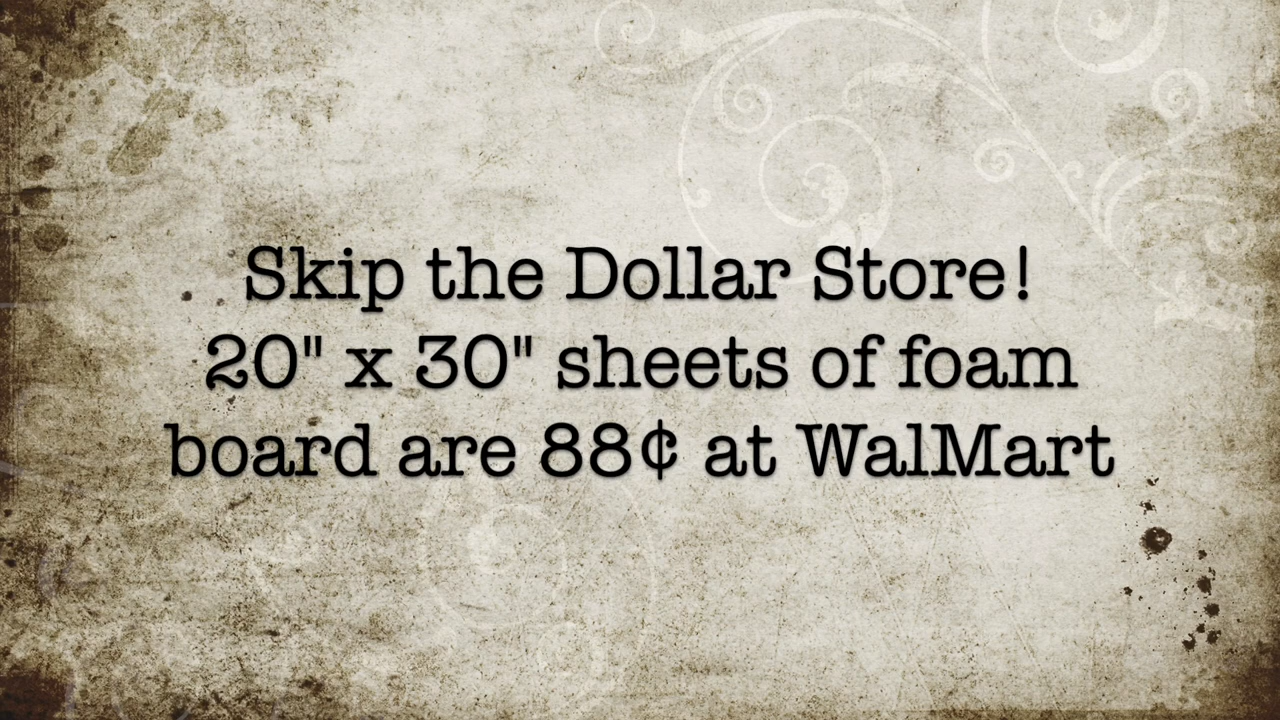 Skip the Dollar Store!
20" x 30" sheets of foam
board are 88¢ at WalMart